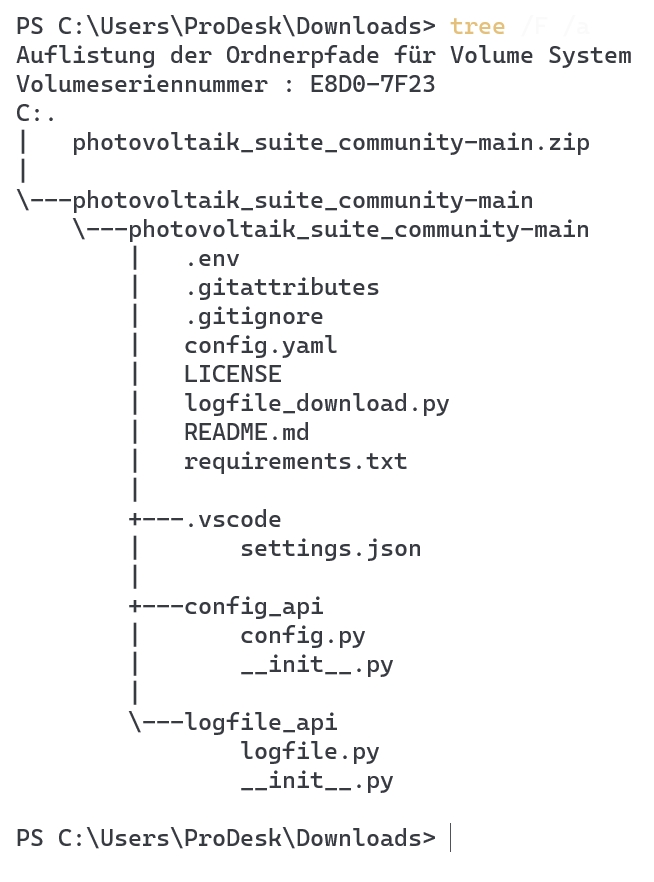 PS C:\Users\ProDesk\Downloads> tree /F /a
Auflistung der Ordnerpfade für Volume System
Volumeseriennummer : E8D0-7F23
C:.
|   photovoltaik_suite_community-main.zip
|
\---photovoltaik_suite_community-main
    \---photovoltaik_suite_community-main
        |   .env
        |   .gitattributes
        |   .gitignore
        |   config.yaml
        |   LICENSE
        |   logfile_download.py
        |   README.md
        |   requirements.txt
        |
        +---.vscode
        |       settings.json
        |
        +---config_api
        |       config.py
        |       __init__.py
        |
        \---logfile_api
                logfile.py
                __init__.py

PS C:\Users\ProDesk\Downloads>